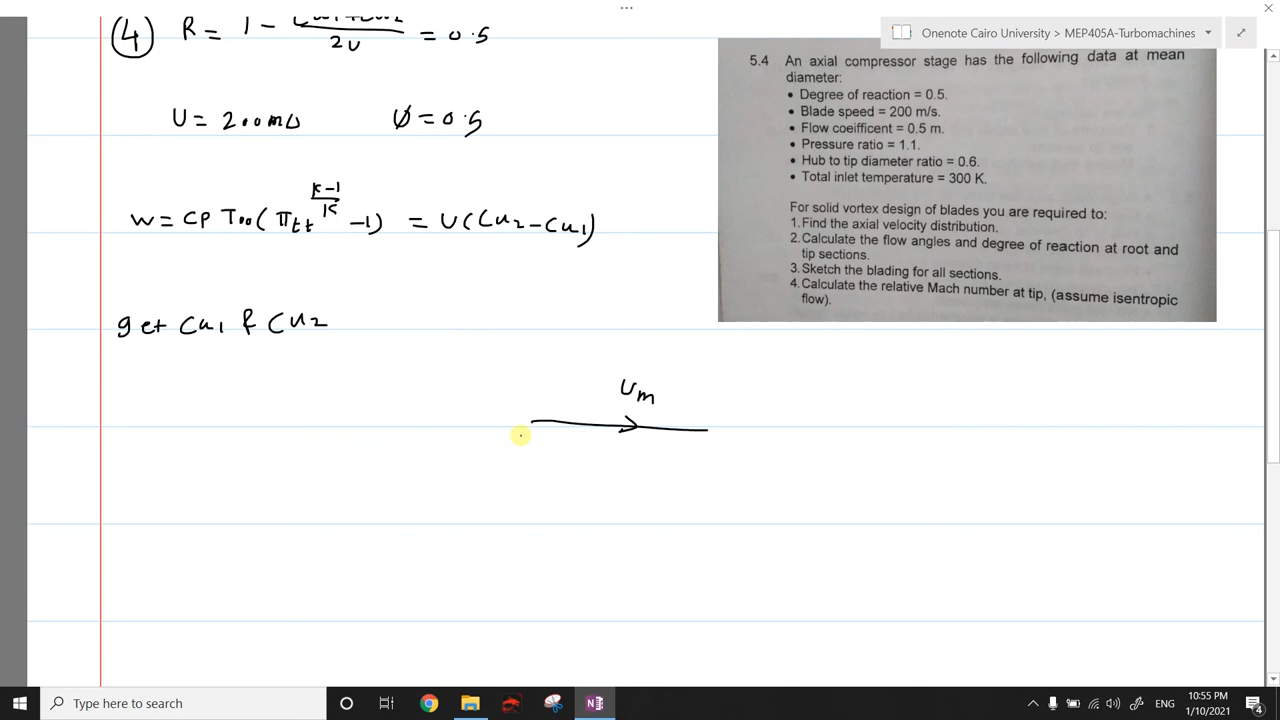 Onenote Cairo University > MEP405A-Turbomachines
④ R = 1 - Cu1+Cu2 / 2U = 0.5
U = 200 m/s φ = 0.5
w = CP T00 ( πtt^(k-1/k) -1) = U(Cu2-Cu1)
get Cu1 & Cu2
Um
5.4 An axial compressor stage has the following data at mean
diameter:
• Degree of reaction = 0.5.
• Blade speed = 200 m/s.
• Flow coeifficent = 0.5 m.
• Pressure ratio = 1.1.
• Hub to tip diameter ratio = 0.6.
• Total inlet temperature = 300 K.
For solid vortex design of blades you are required to:
1.Find the axial velocity distribution.
2.Calculate the flow angles and degree of reaction at root and
tip sections.
3.Sketch the blading for all sections.
4.Calculate the relative Mach number at tip, (assume isentropic
flow).
Type here to search
ENG
10:55 PM
1/10/2021
4